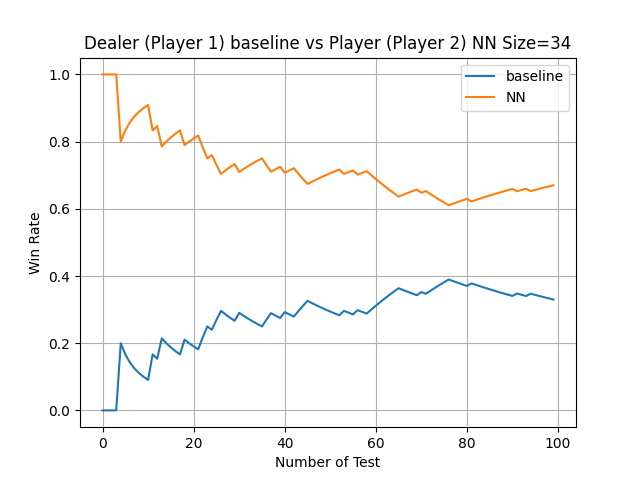 Dealer (Player 1) baseline vs Player (Player 2) NN Size=34
baseline
NN
1.0
0.8
0.6
0.4
0.2
0.0
Win Rate
0 20 40 60 80 100
Number of Test